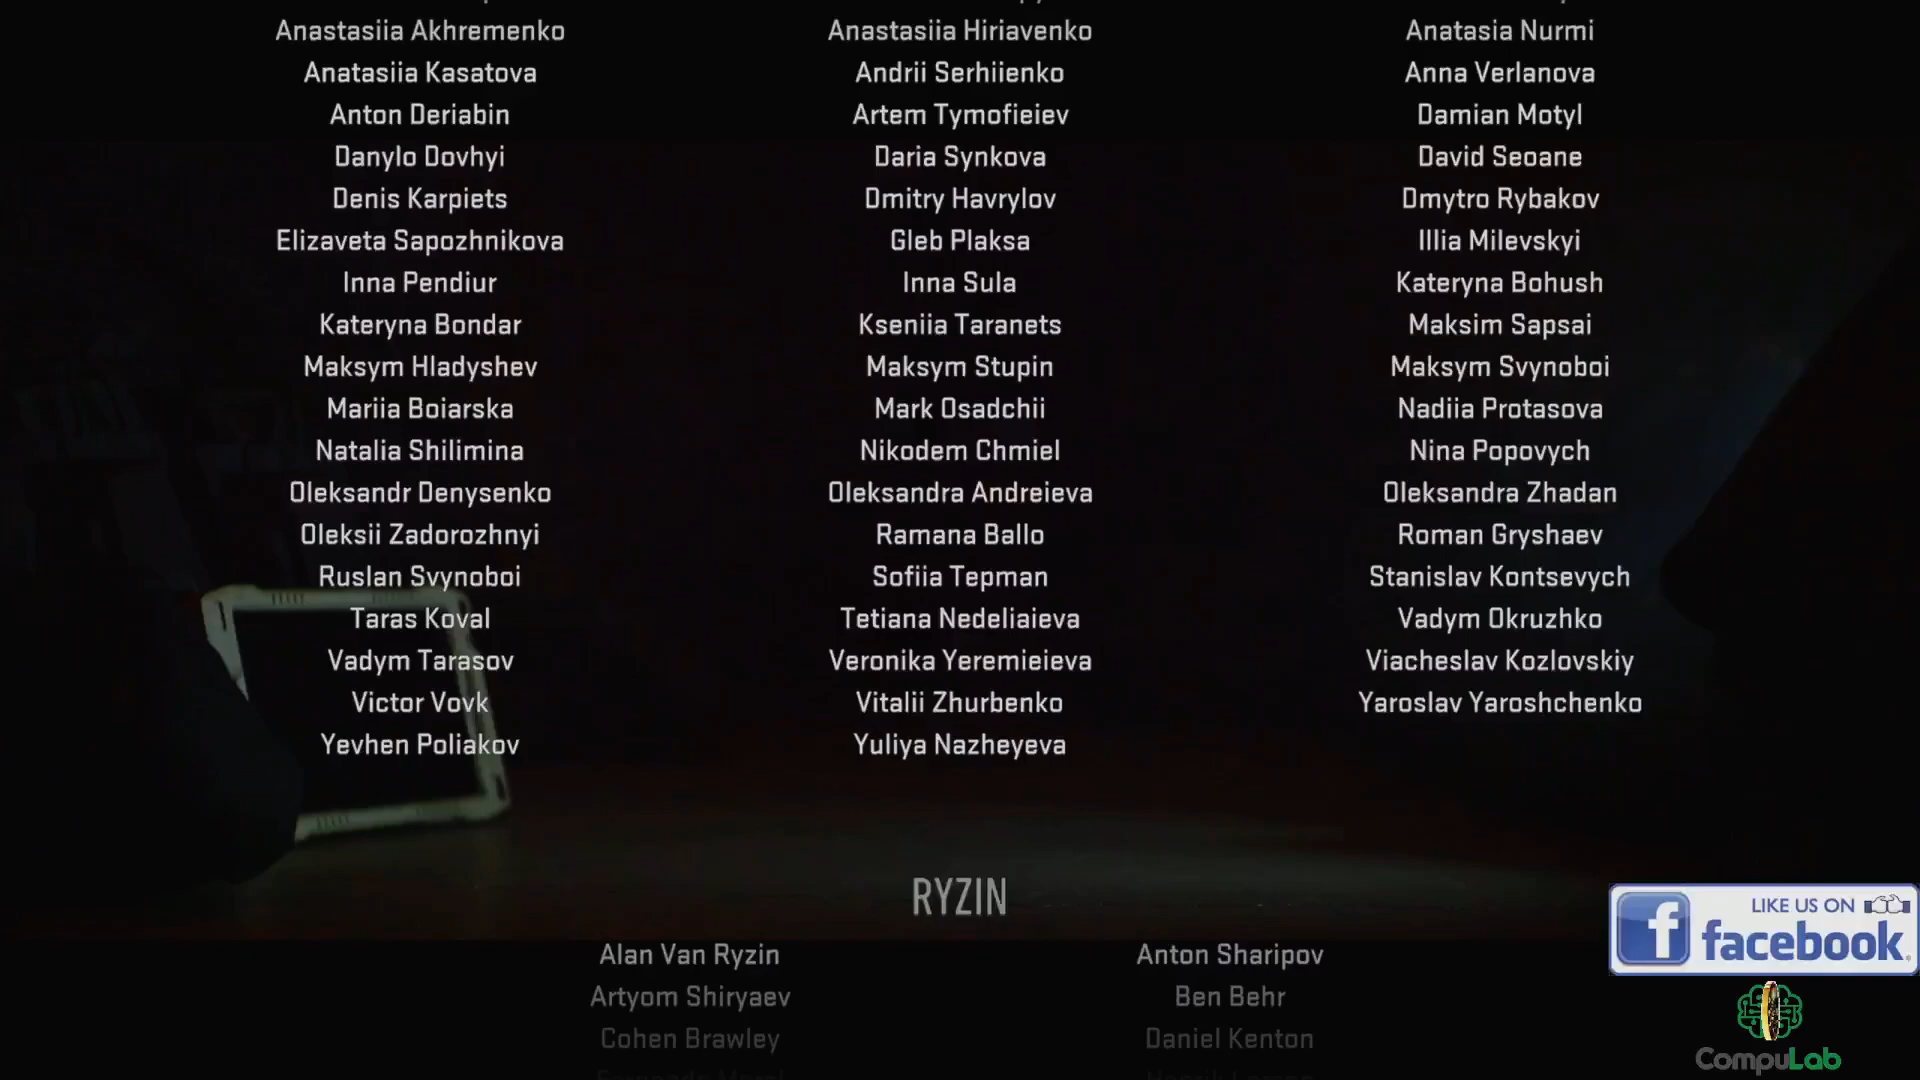 Anastasiia Akhremenko Anastasiia Hiriavenko Anatasia Nurmi
Anatasiia Kasatova Andrii Serhiienko Anna Verlanova
Anton Deriabin Artem Tymofieiev Damian Motyl
Danylo Dovhyi Daria Synkova David Seoane
Denis Karpiets Dmitry Havrylov Dmytro Rybakov
Elizaveta Sapozhnikova Gleb Plaksa Illia Milevskyi
Inna Pendiur Inna Sula Kateryna Bohush
Kateryna Bondar Kseniia Taranets Maksim Sapsai
Maksym Hladyshev Maksym Stupin Maksym Svynoboi
Mariia Boiarska Mark Osadchii Nadiia Protasova
Natalia Shilimina Nikodem Chmiel Nina Popovych
Oleksandr Denysenko Oleksandra Andreieva Oleksandra Zhadan
Oleksii Zadorozhnyi Ramana Ballo Roman Gryshaev
Ruslan Svynoboi Sofiia Tepman Stanislav Kontsevych
Taras Koval Tetiana Nedeliaieva Vadym Okruzhko
Vadym Tarasov Veronika Yeremieieva Viacheslav Kozlovskiy
Victor Vovk Vitalii Zhurbenko Yaroslav Yaroshchenko
Yevhen Poliakov Yuliya Nazheyeva
RYZIN
Alan Van Ryzin Anton Sharipov
Artyom Shiryaev Ben Behr
Cohen Brawley Daniel Kenton
LIKE US ON
facebook
CompuLab